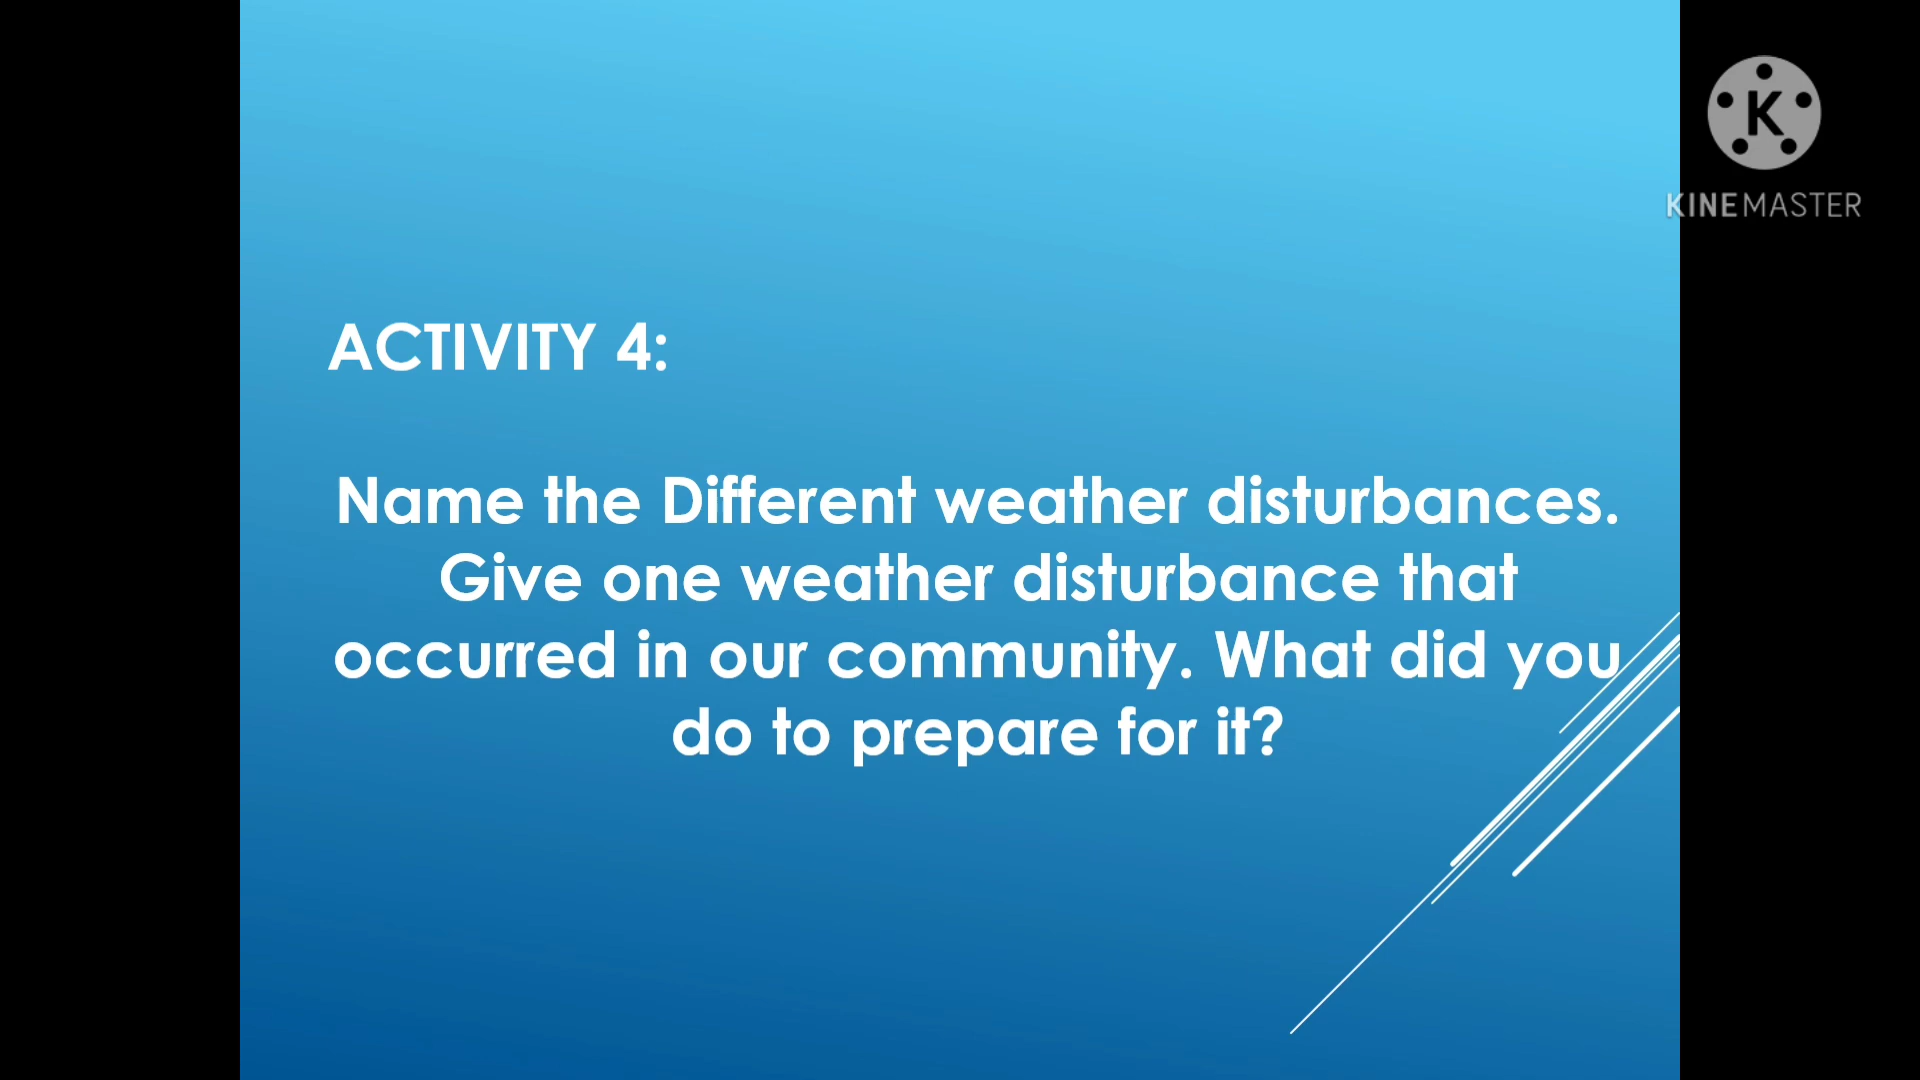 K
KINEMASTER
ACTIVITY 4:
Name the Different weather disturbances.
Give one weather disturbance that
occurred in our community. What did you
do to prepare for it?